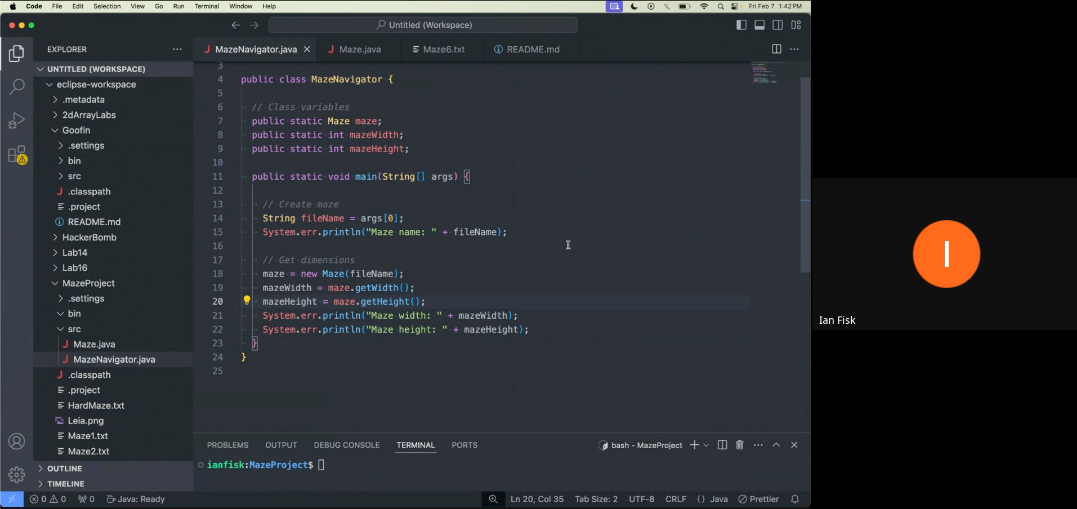 Code File Edit Selection View Go Run Terminal Window Help Fri Feb 7 1:42 PM
Untitled (Workspace)
EXPLORER
UNTITLED (WORKSPACE)
eclipse-workspace
.metadata
2dArrayLabs
Goofin
.settings
bin
src
.classpath
.project
README.md
HackerBomb
Lab14
Lab16
MazeProject
.settings
bin
src
Maze.java
MazeNavigator.java
.classpath
.project
HardMaze.txt
Leia.png
Maze1.txt
Maze2.txt
OUTLINE
TIMELINE
MazeNavigator.java Maze.java Maze6.txt README.md
3
4 public class MazeNavigator {
5
6 // Class variables
7 public static Maze maze;
8 public static int mazeWidth;
9 public static int mazeHeight;
10
11 public static void main(String[] args) {
12
13 // Create maze
14 String fileName = args[0];
15 System.err.println("Maze name: " + fileName);
16
17 // Get dimensions
18 maze = new Maze(fileName);
19 mazeWidth = maze.getWidth();
20 mazeHeight = maze.getHeight();
21 System.err.println("Maze width: " + mazeWidth);
22 System.err.println("Maze height: " + mazeHeight);
23 }
24 }
25
PROBLEMS OUTPUT DEBUG CONSOLE TERMINAL PORTS bash - MazeProject
ianfisk:MazeProject$
0 0 0 Java: Ready Ln 20, Col 35 Tab Size: 2 UTF-8 CRLF {} Java Prettier
I
Ian Fisk